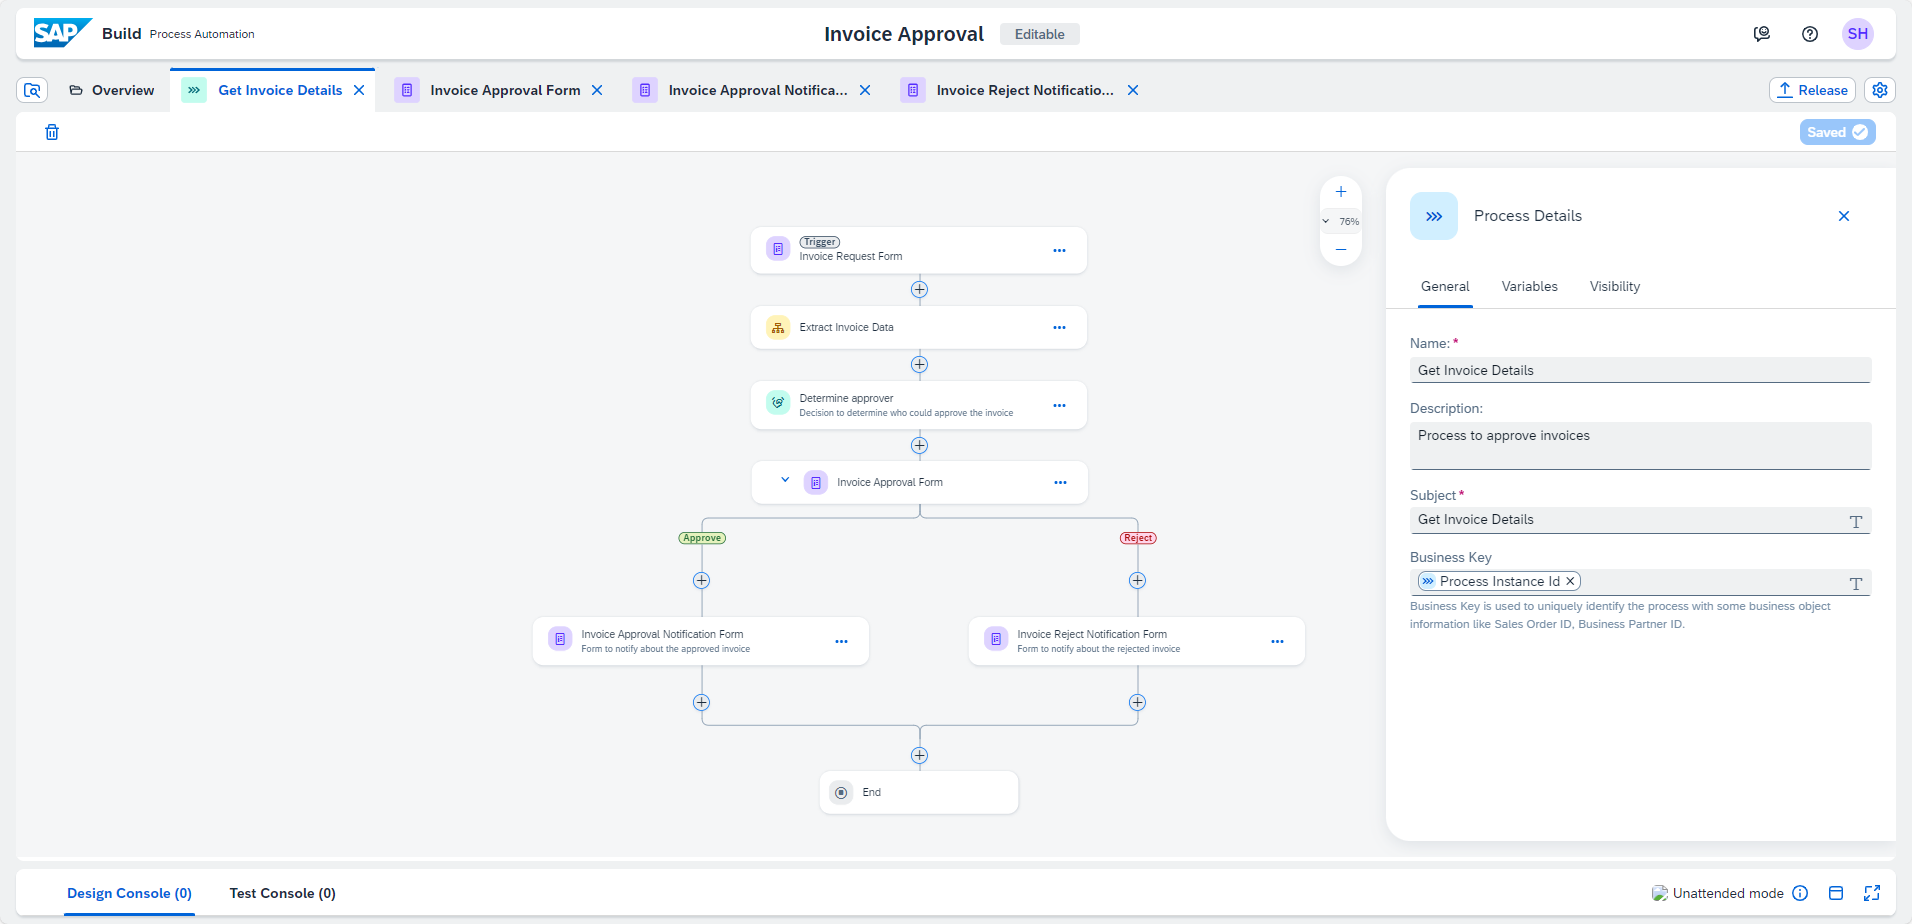 SAP Build Process Automation
Invoice Approval Editable
SH
Overview
Get Invoice Details
Invoice Approval Form
Invoice Approval Notifica...
Invoice Reject Notificatio...
Release
Saved
76%
Trigger
Invoice Request Form
Extract Invoice Data
Determine approver
Decision to determine who could approve the invoice
Invoice Approval Form
Approve
Reject
Invoice Approval Notification Form
Form to notify about the approved invoice
Invoice Reject Notification Form
Form to notify about the rejected invoice
End
Process Details
General Variables Visibility
Name: *
Get Invoice Details
Description:
Process to approve invoices
Subject *
Get Invoice Details
Business Key
Process Instance Id
Business Key is used to uniquely identify the process with some business object
information like Sales Order ID, Business Partner ID.
Design Console (0) Test Console (0)
Unattended mode